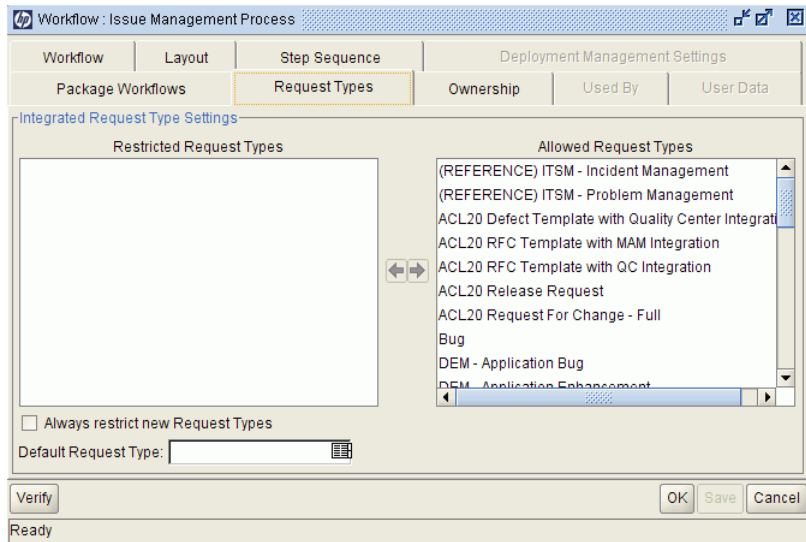 hp Workflow : Issue Management Process
Workflow Layout Step Sequence Deployment Management Settings
Package Workflows Request Types Ownership Used By User Data
Integrated Request Type Settings
Restricted Request Types
Allowed Request Types
(REFERENCE) ITSM - Incident Management
(REFERENCE) ITSM - Problem Management
ACL20 Defect Template with Quality Center Integrati
ACL20 RFC Template with MAM Integration
ACL20 RFC Template with QC Integration
ACL20 Release Request
ACL20 Request For Change - Full
Bug
DEM - Application Bug
DEM - Application Enhancement
Always restrict new Request Types
Default Request Type:
Verify OK Save Cancel
Ready